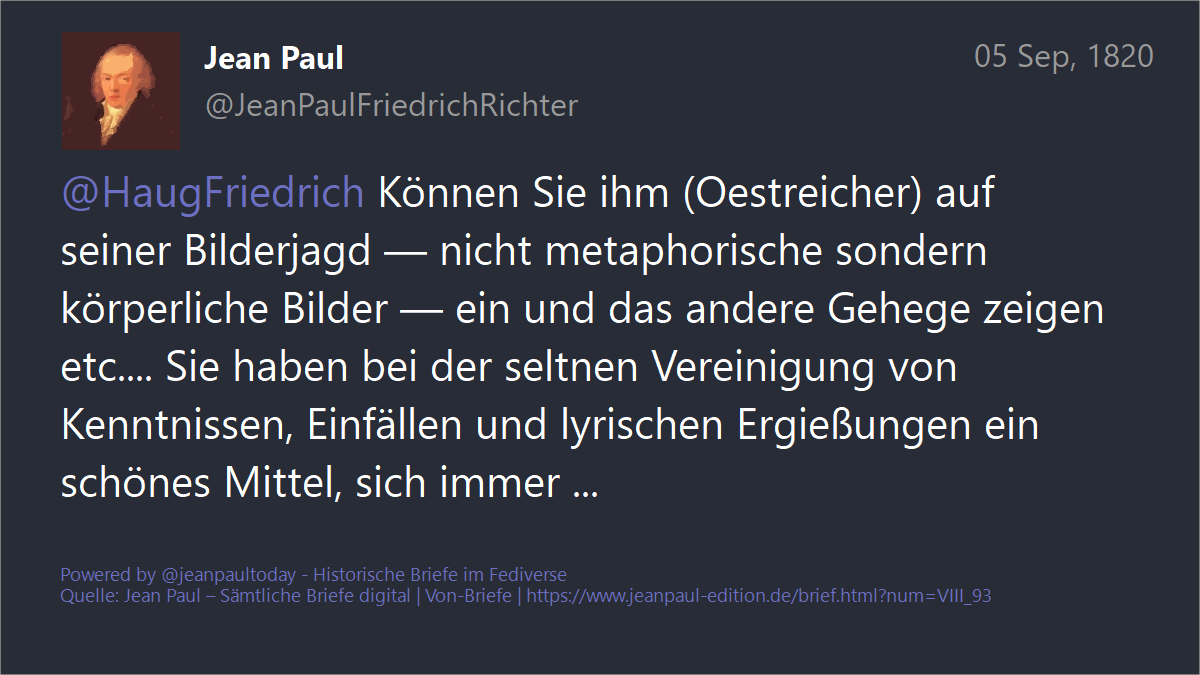 Jean Paul
05 Sep, 1820
@JeanPaulFriedrichRichter
@HaugFriedrich Können Sie ihm (Oestreicher) auf
seiner Bilderjagd — nicht metaphorische sondern
körperliche Bilder — ein und das andere Gehege zeigen
etc.... Sie haben bei der seltnen Vereinigung von
Kenntnissen, Einfällen und lyrischen Ergießungen ein
schönes Mittel, sich immer ...
Powered by @jeanpaultoday - Historische Briefe im Fediverse
Quelle: Jean Paul – Sämtliche Briefe digital | Von-Briefe | https://www.jeanpaul-edition.de/brief.html?num=VIII_93